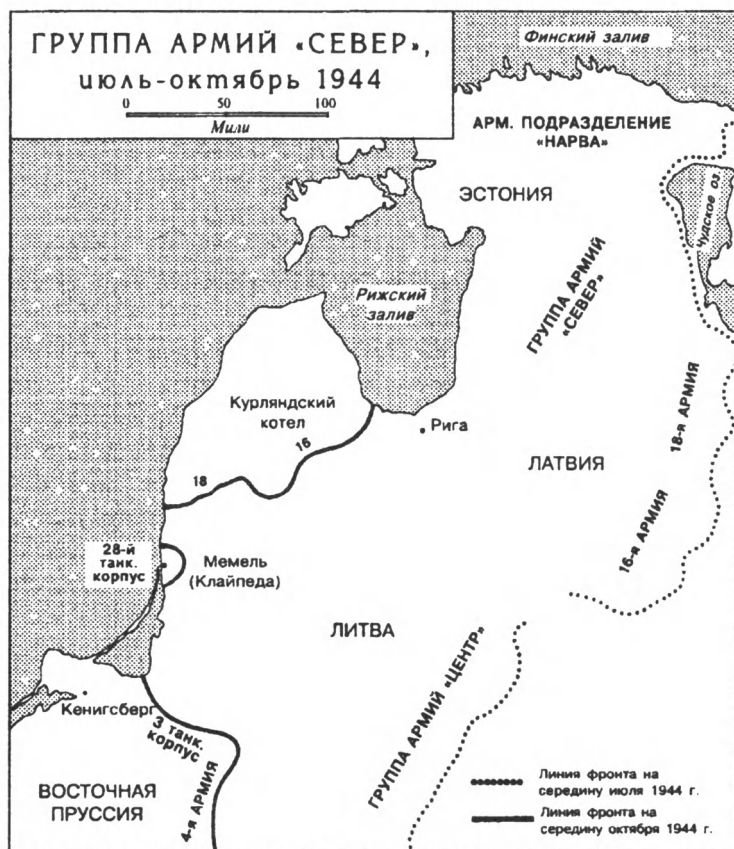 ГРУППА АРМИЙ «СЕВЕР»,
июль-октябрь 1944
0 50 100
Мили
Финский залив
АРМ. ПОДРАЗДЕЛЕНИЕ
«НАРВА»
ЭСТОНИЯ
Чудское оз.
ГРУППА АРМИЙ
«СЕВЕР»
Рижский
залив
Курляндский
котел
16
18
Рига
ЛАТВИЯ
18-я АРМИЯ
16-я АРМИЯ
28-й
танк.
корпус
Мемель
(Клайпеда)
ЛИТВА
ГРУППА АРМИЙ «ЦЕНТР»
Кенигсберг
3 танк.
корпус
4-я АРМИЯ
ВОСТОЧНАЯ
ПРУССИЯ
Линия фронта на
середину июля 1944 г.
Линия фронта на
середину октября 1944 г.